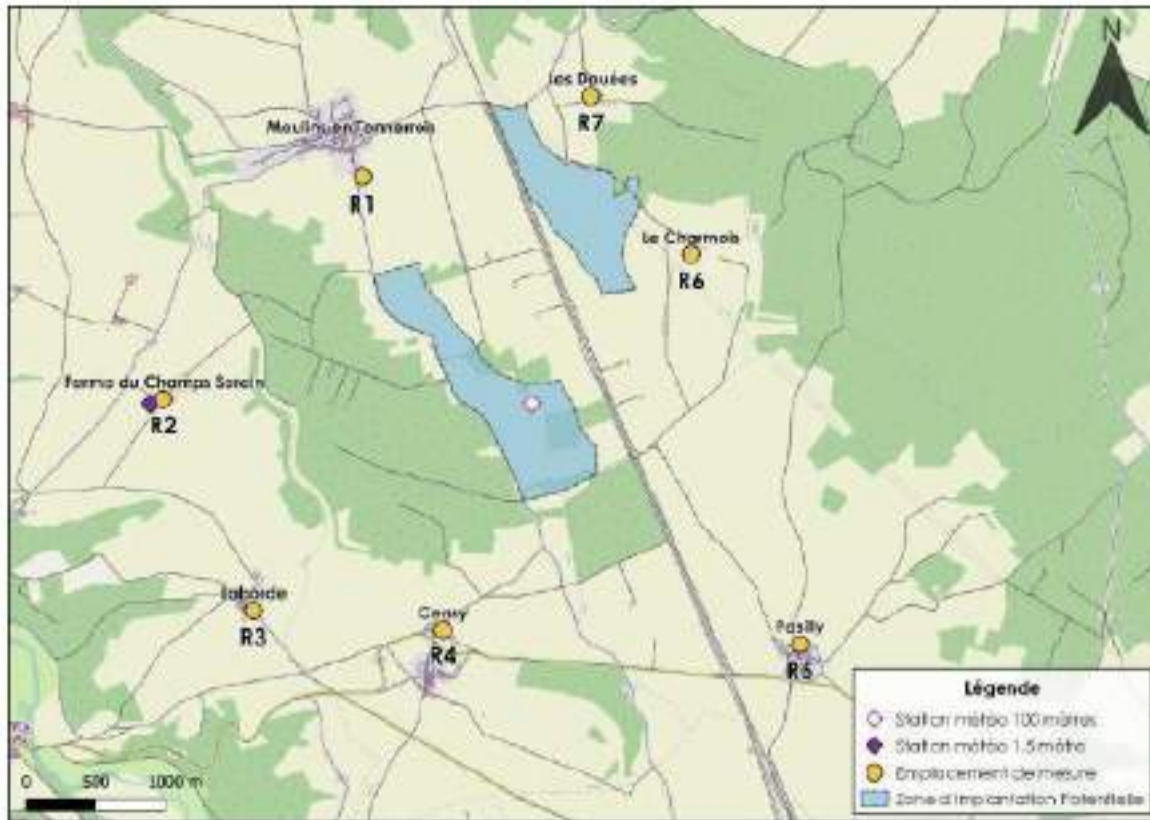 N
Les Douées
R7
Moulins en Tonnerrois
R1
Le Charmois
R6
Ferme du Champs Serein
R2
Laborde
R3
Censy
R4
Pasilly
R5
Légende
Station météo 100 mètres
Station météo 1.5 mètre
Emplacement de mesure
Zone d'Implantation Potentielle
0 500 1000 m